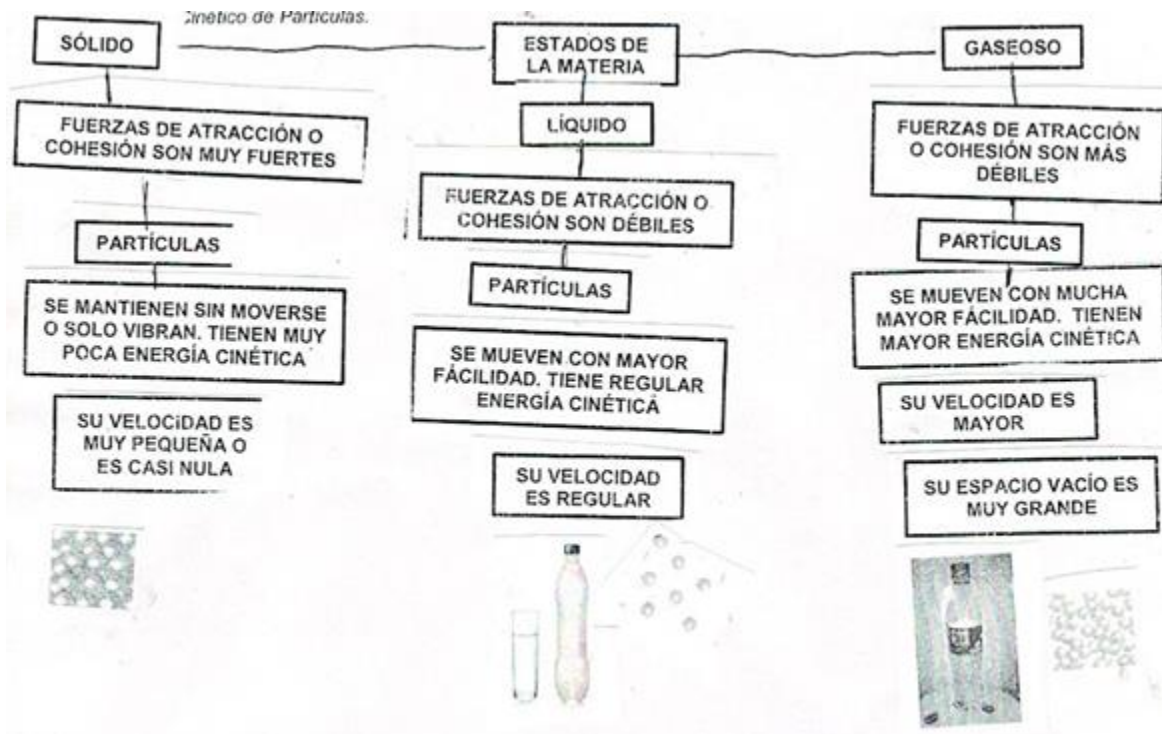 Cinético de Partículas.
SÓLIDO
FUERZAS DE ATRACCIÓN O
COHESIÓN SON MUY FUERTES
PARTÍCULAS
SE MANTIENEN SIN MOVERSE
O SOLO VIBRAN. TIENEN MUY
POCA ENERGÍA CINÉTICA
SU VELOCIDAD ES
MUY PEQUEÑA O
ES CASI NULA
ESTADOS DE
LA MATERIA
LÍQUIDO
FUERZAS DE ATRACCIÓN O
COHESIÓN SON DÉBILES
PARTÍCULAS
SE MUEVEN CON MAYOR
FÁCILIDAD. TIENE REGULAR
ENERGÍA CINÉTICA
SU VELOCIDAD
ES REGULAR
GASEOSO
FUERZAS DE ATRACCIÓN
O COHESIÓN SON MÁS
DÉBILES
PARTÍCULAS
SE MUEVEN CON MUCHA
MAYOR FÁCILIDAD. TIENEN
MAYOR ENERGÍA CINÉTICA
SU VELOCIDAD ES
MAYOR
SU ESPACIO VACÍO ES
MUY GRANDE